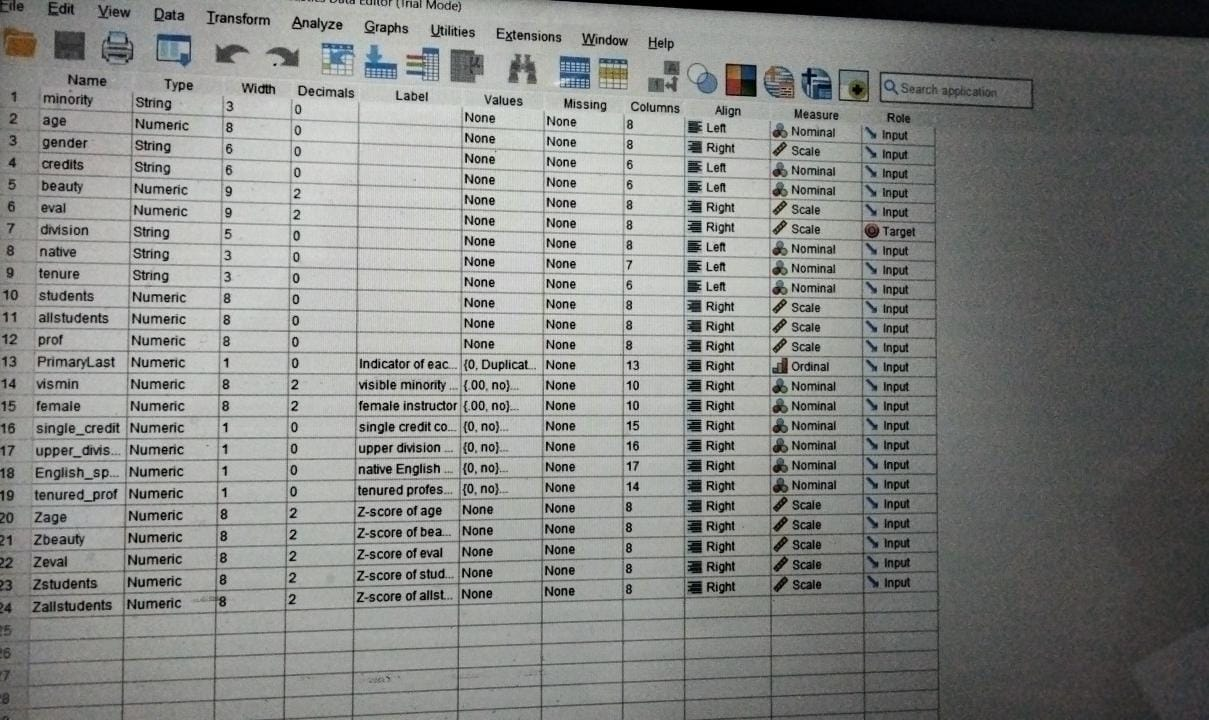 File Edit View Data Transform Analyze Graphs Utilities Extensions Window Help
Data Editor (Trial Mode)
Search application
Name Type Width Decimals Label Values Missing Columns Align Measure Role
1 minority String 3 0 None None 8 Left Nominal Input
2 age Numeric 8 0 None None 8 Right Scale Input
3 gender String 6 0 None None 6 Left Nominal Input
4 credits String 6 0 None None 6 Left Nominal Input
5 beauty Numeric 9 2 None None 8 Right Scale Input
6 eval Numeric 9 2 None None 8 Right Scale Target
7 division String 5 0 None None 8 Left Nominal Input
8 native String 3 0 None None 7 Left Nominal Input
9 tenure String 3 0 None None 6 Left Nominal Input
10 students Numeric 8 0 None None 8 Right Scale Input
11 allstudents Numeric 8 0 None None 8 Right Scale Input
12 prof Numeric 8 0 None None 8 Right Scale Input
13 PrimaryLast Numeric 1 0 Indicator of eac... {0, Duplicat... None 13 Right Ordinal Input
14 vismin Numeric 8 2 visible minority ... {.00, no}... None 10 Right Nominal Input
15 female Numeric 8 2 female instructor {.00, no}... None 10 Right Nominal Input
16 single_credit Numeric 1 0 single credit co... {0, no}... None 15 Right Nominal Input
17 upper_divis... Numeric 1 0 upper division ... {0, no}... None 16 Right Nominal Input
18 English_sp... Numeric 1 0 native English ... {0, no}... None 17 Right Nominal Input
19 tenured_prof Numeric 1 0 tenured profes... {0, no}... None 14 Right Nominal Input
20 Zage Numeric 8 2 Z-score of age None None 8 Right Scale Input
21 Zbeauty Numeric 8 2 Z-score of bea... None None 8 Right Scale Input
22 Zeval Numeric 8 2 Z-score of eval None None 8 Right Scale Input
23 Zstudents Numeric 8 2 Z-score of stud... None None 8 Right Scale Input
24 Zallstudents Numeric 8 2 Z-score of allst... None None 8 Right Scale Input
25
26
27
28